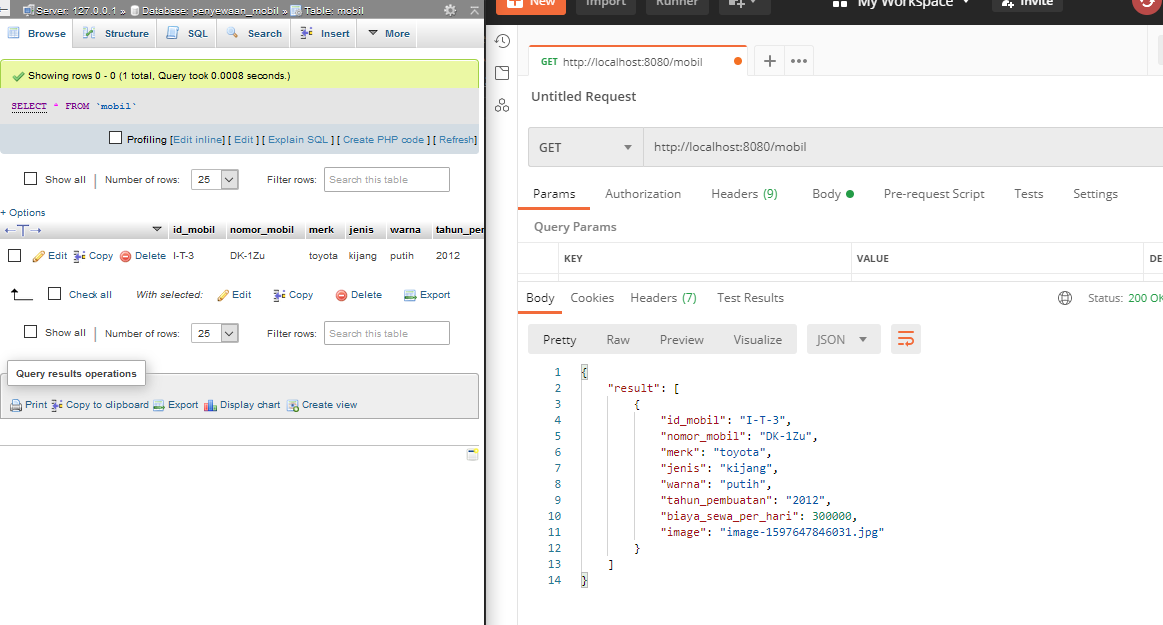 Server: 127.0.0.1 » Database: penyewaan_mobil » Table: mobil
Browse Structure SQL Search Insert More
Showing rows 0 - 0 (1 total, Query took 0.0008 seconds.)
SELECT * FROM `mobil`
Profiling [Edit inline] [ Edit ] [ Explain SQL ] [ Create PHP code ] [ Refresh]
Show all | Number of rows: 25 Filter rows: Search this table
+ Options
←T→ id_mobil nomor_mobil merk jenis warna tahun_per
Edit Copy Delete I-T-3 DK-1Zu toyota kijang putih 2012
Check all With selected: Edit Copy Delete Export
Show all | Number of rows: 25 Filter rows: Search this table
Query results operations
Print Copy to clipboard Export Display chart Create view
New Import Runner My Workspace Invite
GET http://localhost:8080/mobil
Untitled Request
GET http://localhost:8080/mobil
Params Authorization Headers (9) Body Pre-request Script Tests Settings
Query Params
KEY VALUE DE
Body Cookies Headers (7) Test Results Status: 200 OK
Pretty Raw Preview Visualize JSON
1 {
2 "result": [
3 {
4 "id_mobil": "I-T-3",
5 "nomor_mobil": "DK-1Zu",
6 "merk": "toyota",
7 "jenis": "kijang",
8 "warna": "putih",
9 "tahun_pembuatan": "2012",
10 "biaya_sewa_per_hari": 300000,
11 "image": "image-1597647846031.jpg"
12 }
13 ]
14 }